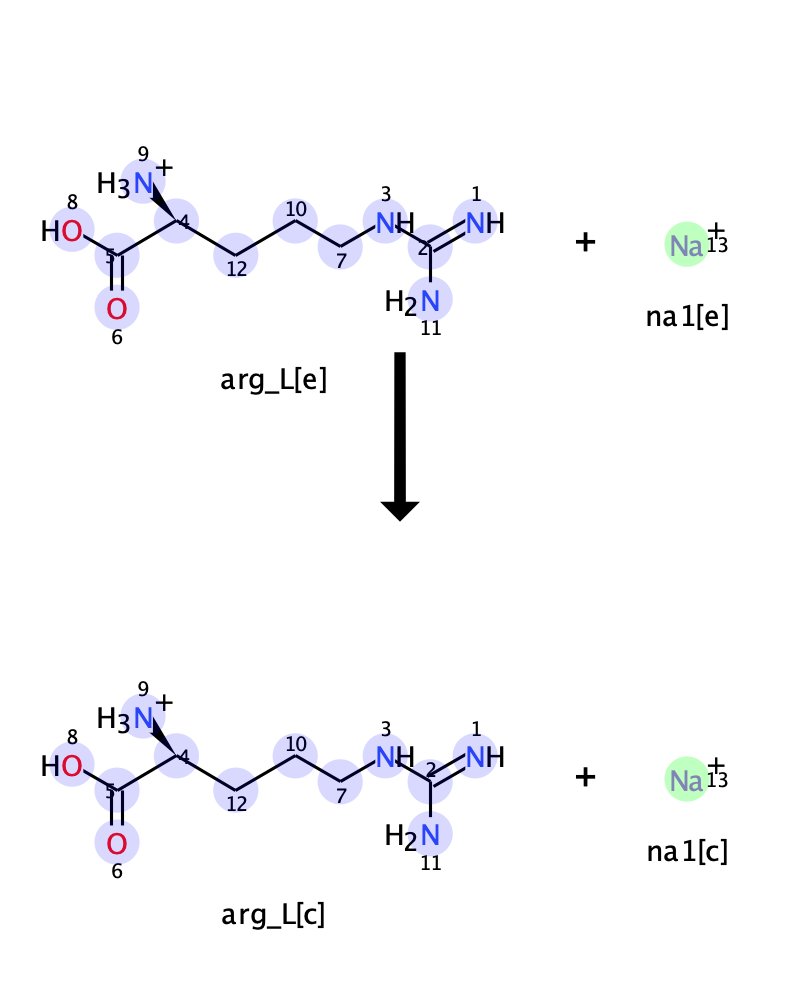 9
H3N+
8
HO
4
5
O
6
12
10
7
3
NH
2
1
NH
H2N
11
+
Na+
13
na1[e]
arg_L[e]
9
H3N+
8
HO
4
5
O
6
12
10
7
3
NH
2
1
NH
H2N
11
+
Na+
13
na1[c]
arg_L[c]